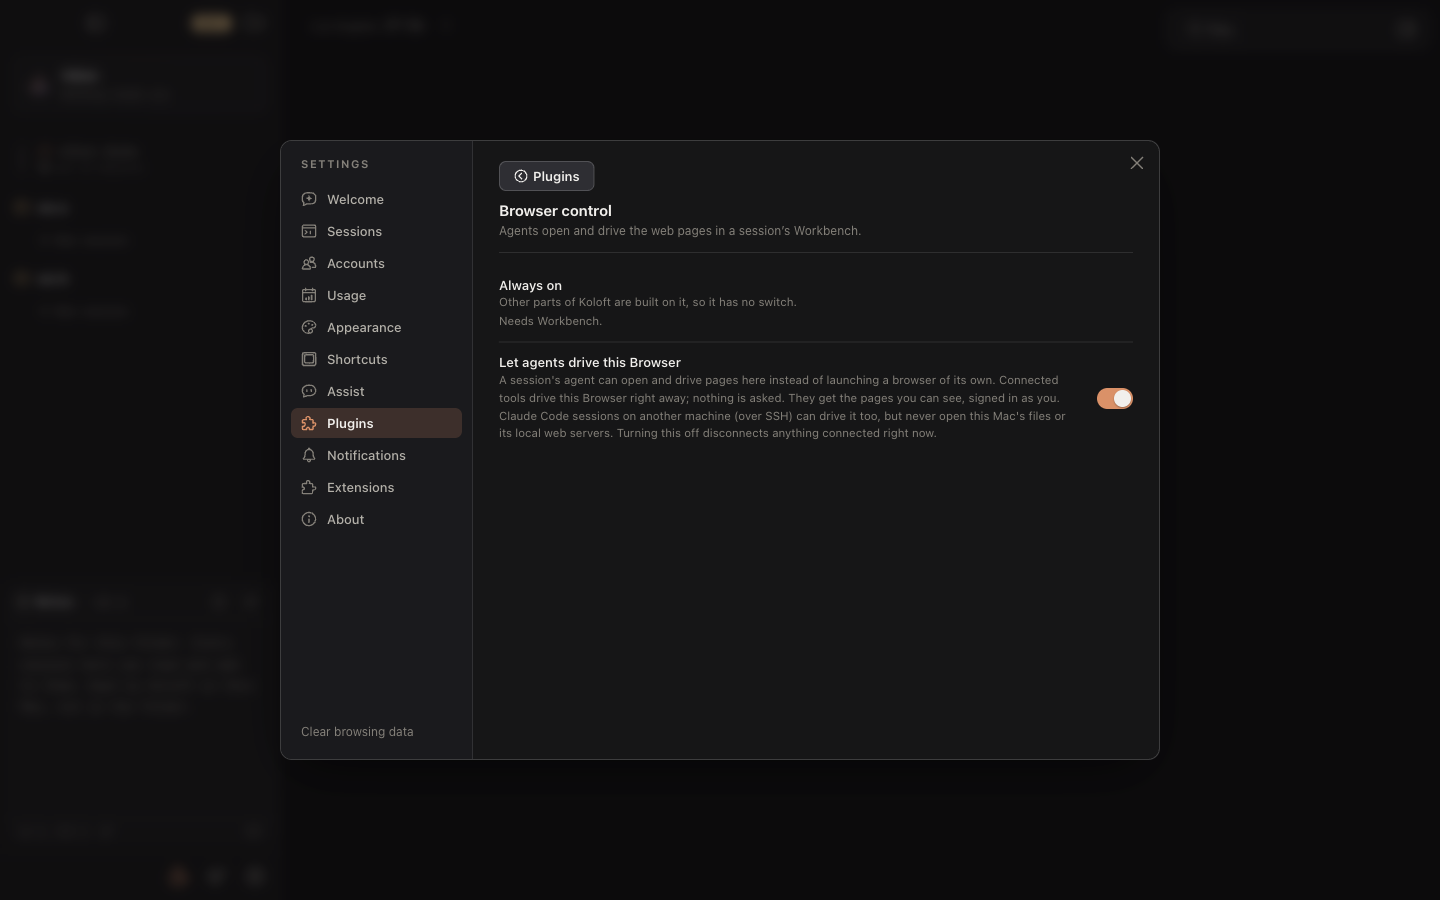 SETTINGS
Welcome
Sessions
Accounts
Usage
Appearance
Shortcuts
Assist
Plugins
Notifications
Extensions
About
Clear browsing data
Plugins
Browser control
Agents open and drive the web pages in a session's Workbench.
Always on
Other parts of Koloft are built on it, so it has no switch.
Needs Workbench.
Let agents drive this Browser
A session's agent can open and drive pages here instead of launching a browser of its own. Connected
tools drive this Browser right away; nothing is asked. They get the pages you can see, signed in as you.
Claude Code sessions on another machine (over SSH) can drive it too, but never open this Mac's files or
its local web servers. Turning this off disconnects anything connected right now.